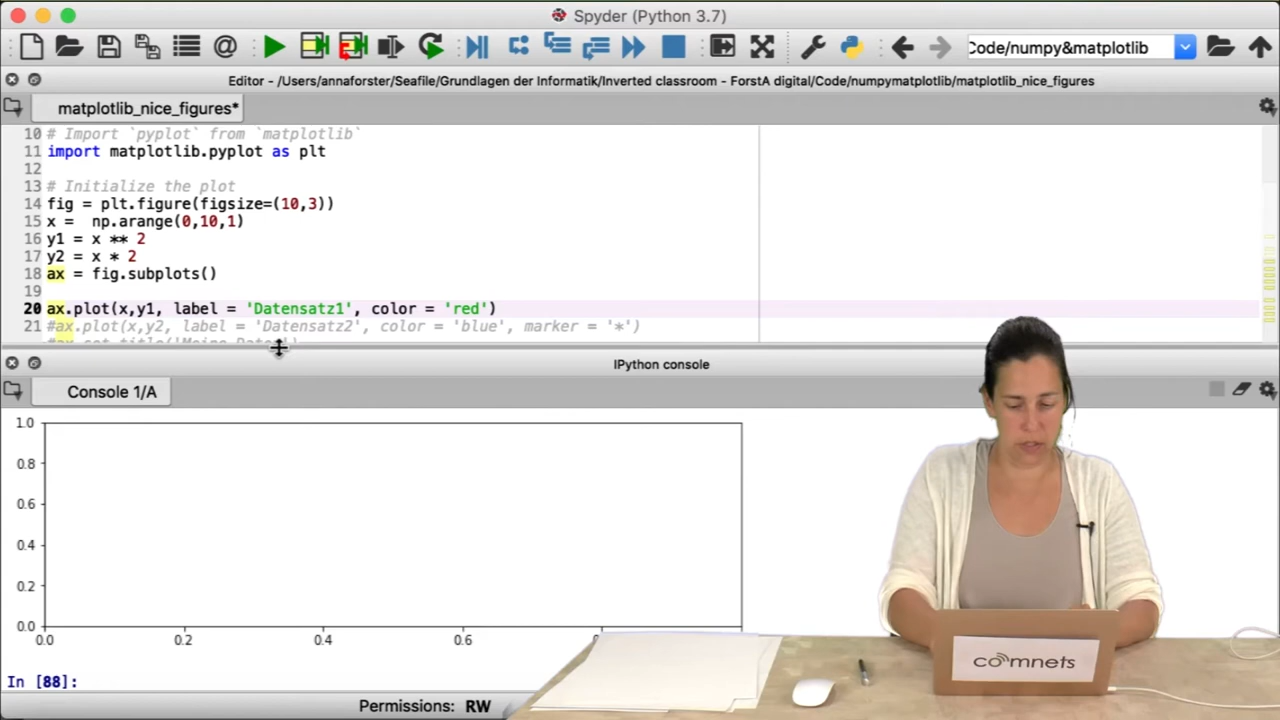 Spyder (Python 3.7)
Code/numpy&matplotlib
Editor - /Users/annaforster/Seafile/Grundlagen der Informatik/Inverted classroom - ForstA digital/Code/numpymatplotlib/matplotlib_nice_figures
matplotlib_nice_figures*
10 # Import `pyplot` from `matplotlib`
11 import matplotlib.pyplot as plt
12
13 # Initialize the plot
14 fig = plt.figure(figsize=(10,3))
15 x =  np.arange(0,10,1)
16 y1 = x ** 2
17 y2 = x * 2
18 ax = fig.subplots()
19
20 ax.plot(x,y1, label = 'Datensatz1', color = 'red')
21 #ax.plot(x,y2, label = 'Datensatz2', color = 'blue', marker = '*')
#ax.set_title('Meine Daten')
IPython console
Console 1/A
1.0
0.8
0.6
0.4
0.2
0.0
0.0 0.2 0.4 0.6
In [88]:
Permissions: RW
comnets